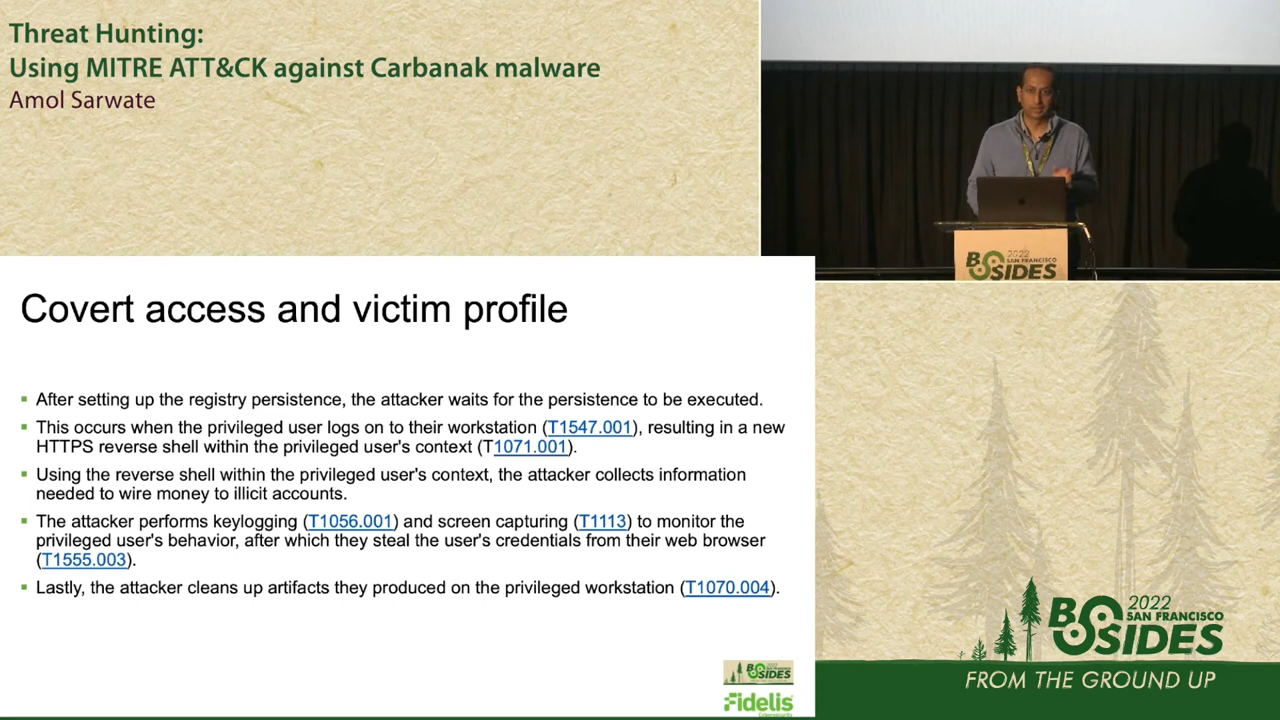 Threat Hunting:
Using MITRE ATT&CK against Carbanak malware
Amol Sarwate
2022
SAN FRANCISCO
BSIDES
Covert access and victim profile
▪ After setting up the registry persistence, the attacker waits for the persistence to be executed.
▪ This occurs when the privileged user logs on to their workstation (T1547.001), resulting in a new
HTTPS reverse shell within the privileged user's context (T1071.001).
▪ Using the reverse shell within the privileged user's context, the attacker collects information
needed to wire money to illicit accounts.
▪ The attacker performs keylogging (T1056.001) and screen capturing (T1113) to monitor the
privileged user's behavior, after which they steal the user's credentials from their web browser
(T1555.003).
▪ Lastly, the attacker cleans up artifacts they produced on the privileged workstation (T1070.004).
BSIDES
Fidelis
Cybersecurity
2022
SAN FRANCISCO
BSIDES
FROM THE GROUND UP